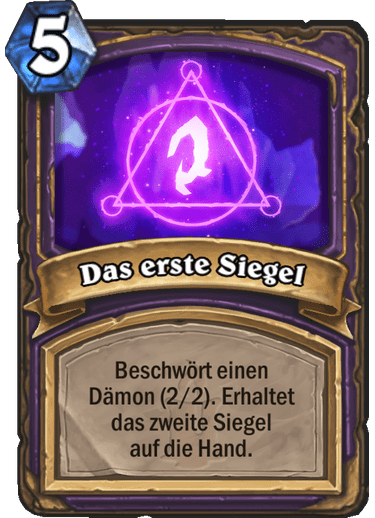 5
Das erste Siegel
Beschwört einen
Dämon (2/2). Erhaltet
das zweite Siegel
auf die Hand.